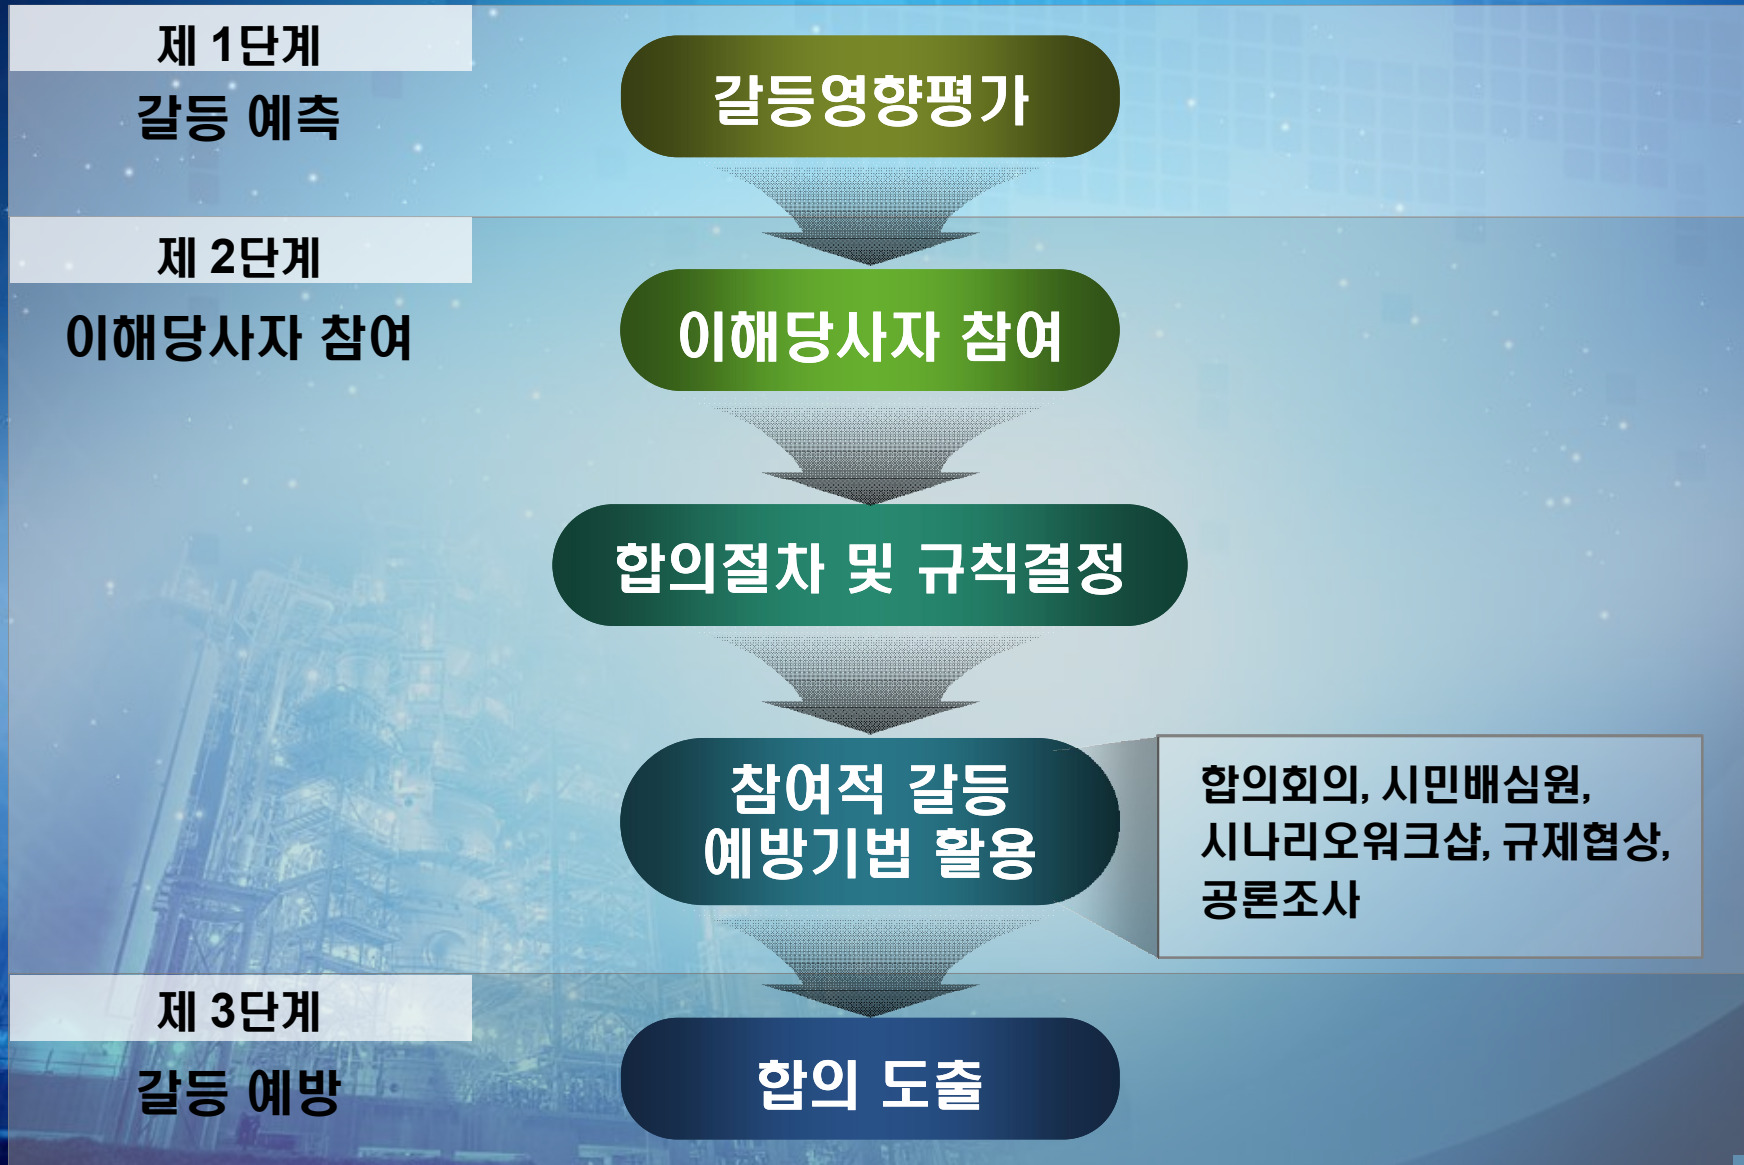 제 1단계
갈등 예측
갈등영향평가
제 2단계
이해당사자 참여
이해당사자 참여
합의절차 및 규칙결정
참여적 갈등
예방기법 활용
합의회의, 시민배심원,
시나리오워크샵, 규제협상,
공론조사
제 3단계
갈등 예방
합의 도출